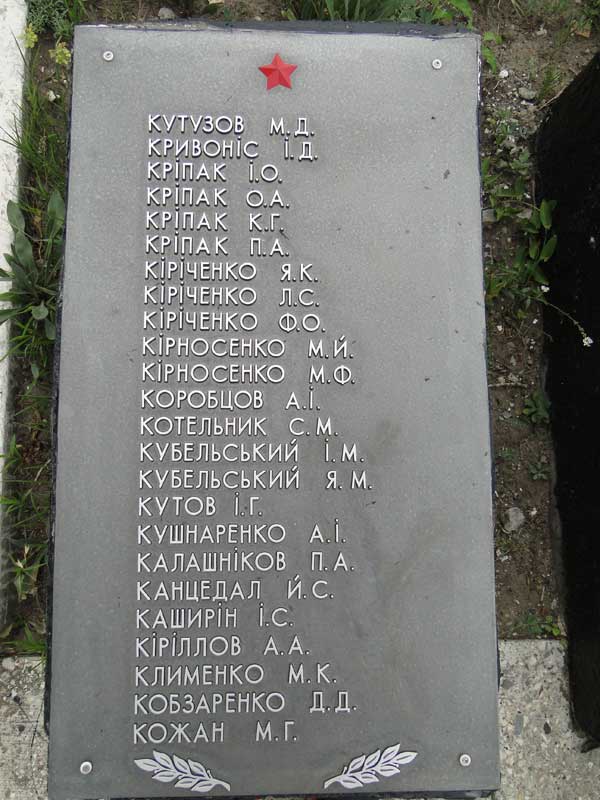 КУТУЗОВ М.Д.
КРИВОНІС І.Д.
КРІПАК І.О.
КРІПАК О.А.
КРІПАК К.Г.
КРІПАК П.А.
КІРІЧЕНКО Я.К.
КІРІЧЕНКО Л.С.
КІРІЧЕНКО Ф.О.
КІРНОСЕНКО М.Й.
КІРНОСЕНКО М.Ф.
КОРОБЦОВ А.І.
КОТЕЛЬНИК С.М.
КУБЕЛЬСЬКИЙ І.М.
КУБЕЛЬСЬКИЙ Я.М.
КУТОВ І.Г.
КУШНАРЕНКО А.І.
КАЛАШНІКОВ П.А.
КАНЦЕДАЛ Й.С.
КАШИРІН І.С.
КІРІЛЛОВ А.А.
КЛИМЕНКО М.К.
КОБЗАРЕНКО Д.Д.
КОЖАН М.Г.